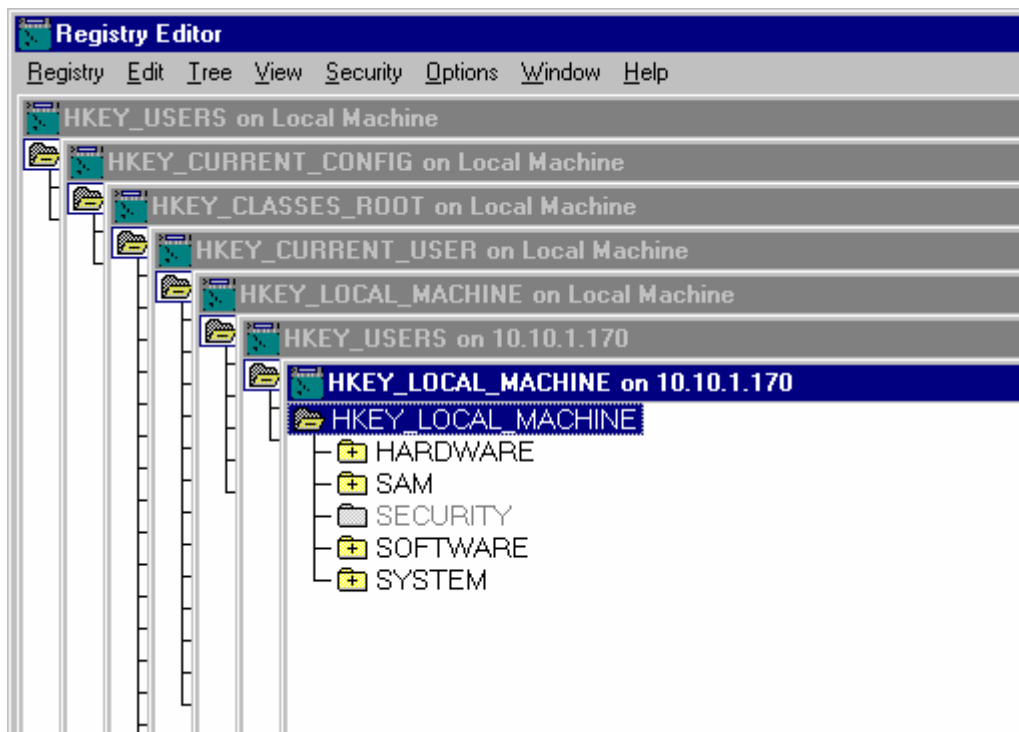 Registry Editor
Registry Edit Tree View Security Options Window Help
HKEY_USERS on Local Machine
HKEY_CURRENT_CONFIG on Local Machine
HKEY_CLASSES_ROOT on Local Machine
HKEY_CURRENT_USER on Local Machine
HKEY_LOCAL_MACHINE on Local Machine
HKEY_USERS on 10.10.1.170
HKEY_LOCAL_MACHINE on 10.10.1.170
HKEY_LOCAL_MACHINE
HARDWARE
SAM
SECURITY
SOFTWARE
SYSTEM